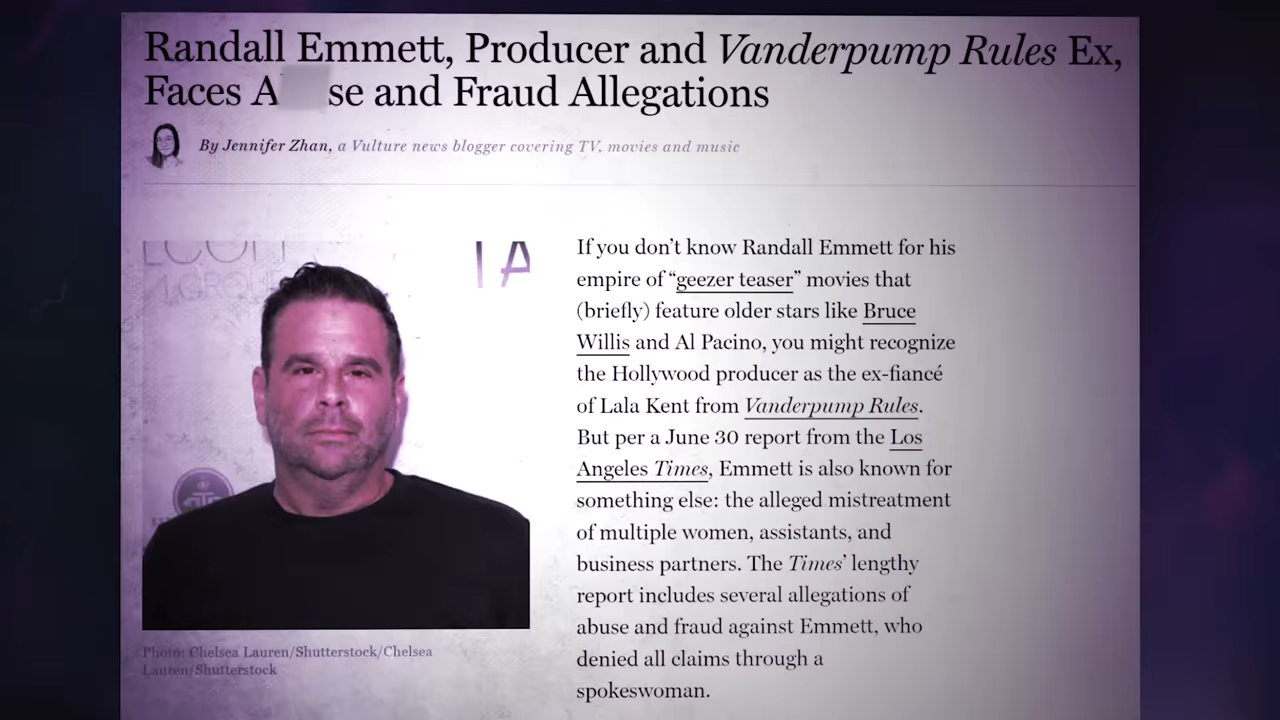 Randall Emmett, Producer and Vanderpump Rules Ex,
Faces A se and Fraud Allegations
By Jennifer Zhan, a Vulture news blogger covering TV, movies and music
If you don’t know Randall Emmett for his
empire of “geezer teaser” movies that
(briefly) feature older stars like Bruce
Willis and Al Pacino, you might recognize
the Hollywood producer as the ex-fiancé
of Lala Kent from Vanderpump Rules.
But per a June 30 report from the Los
Angeles Times, Emmett is also known for
something else: the alleged mistreatment
of multiple women, assistants, and
business partners. The Times’ lengthy
report includes several allegations of
abuse and fraud against Emmett, who
denied all claims through a
spokeswoman.
Photo: Chelsea Lauren/Shutterstock/Chelsea
Lauren/Shutterstock